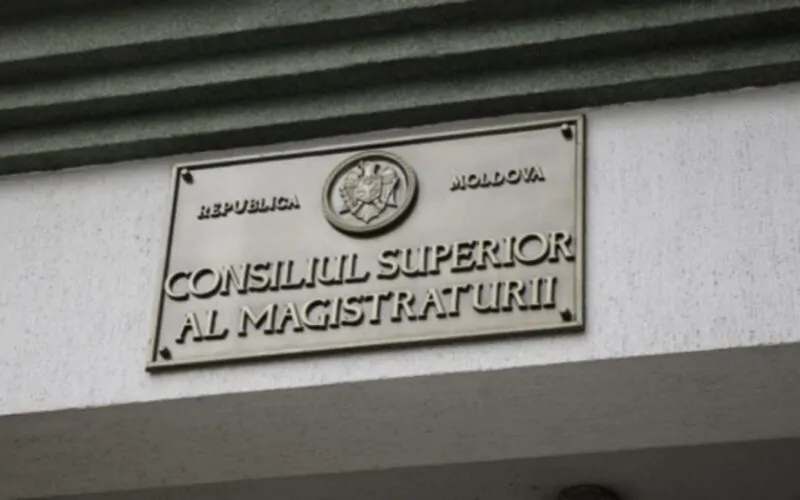 REPUBLICA MOLDOVA
CONSILIUL SUPERIOR
AL MAGISTRATURII